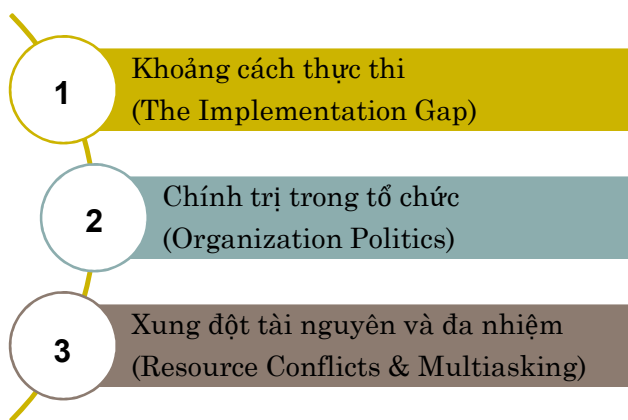 1
Khoảng cách thực thi
(The Implementation Gap)
2
Chính trị trong tổ chức
(Organization Politics)
3
Xung đột tài nguyên và đa nhiệm
(Resource Conflicts & Multiasking)